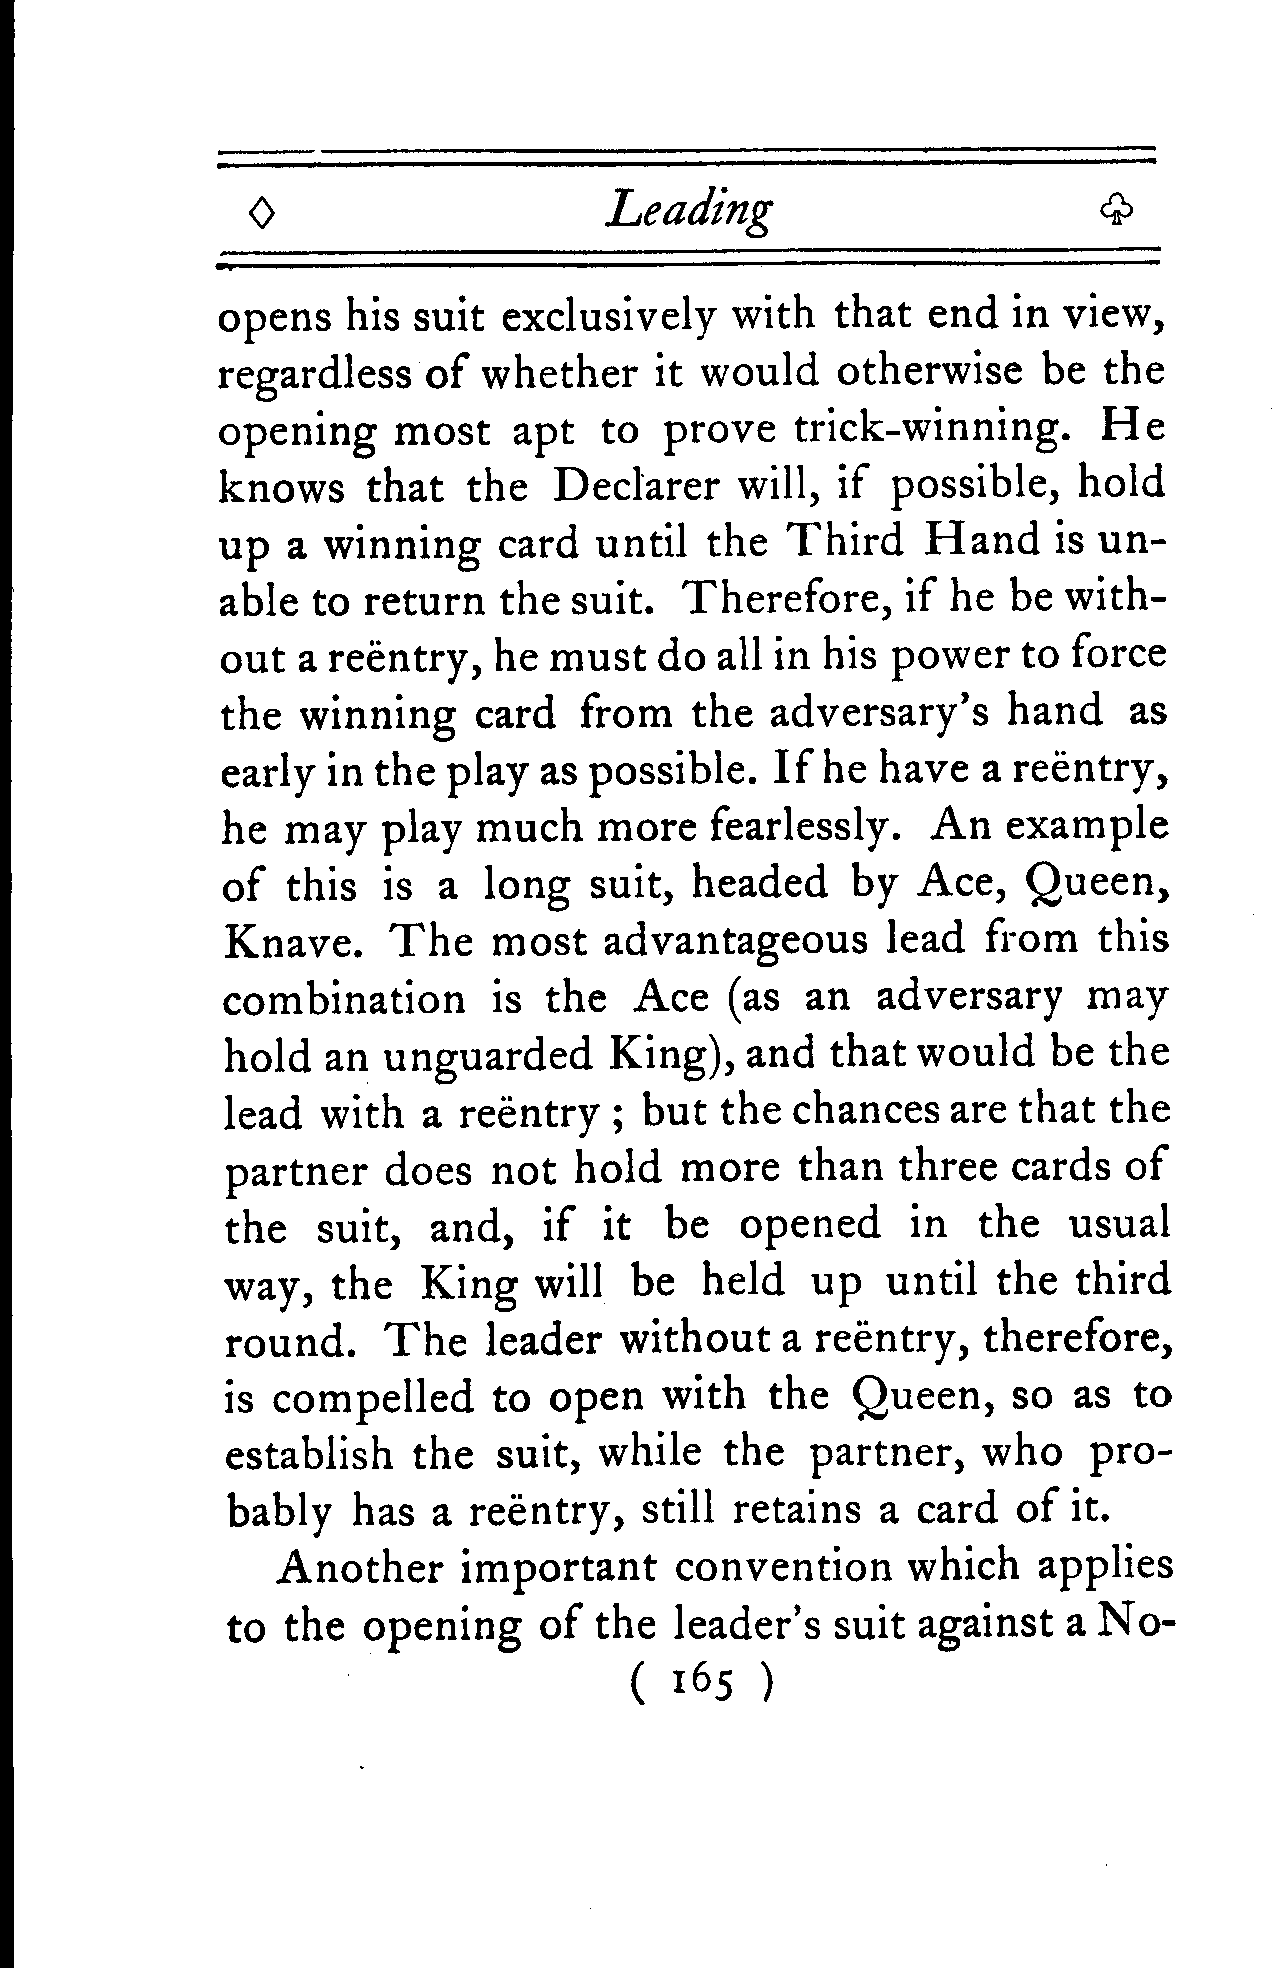 ◊ Leading ♧
opens his suit exclusively with that end in view,
regardless of whether it would otherwise be the
opening most apt to prove trick-winning. He
knows that the Declarer will, if possible, hold
up a winning card until the Third Hand is un-
able to return the suit. Therefore, if he be with-
out a reëntry, he must do all in his power to force
the winning card from the adversary's hand as
early in the play as possible. If he have a reëntry,
he may play much more fearlessly. An example
of this is a long suit, headed by Ace, Queen,
Knave. The most advantageous lead from this
combination is the Ace (as an adversary may
hold an unguarded King), and that would be the
lead with a reëntry ; but the chances are that the
partner does not hold more than three cards of
the suit, and, if it be opened in the usual
way, the King will be held up until the third
round. The leader without a reëntry, therefore,
is compelled to open with the Queen, so as to
establish the suit, while the partner, who pro-
bably has a reëntry, still retains a card of it.
Another important convention which applies
to the opening of the leader's suit against a No-
( 165 )